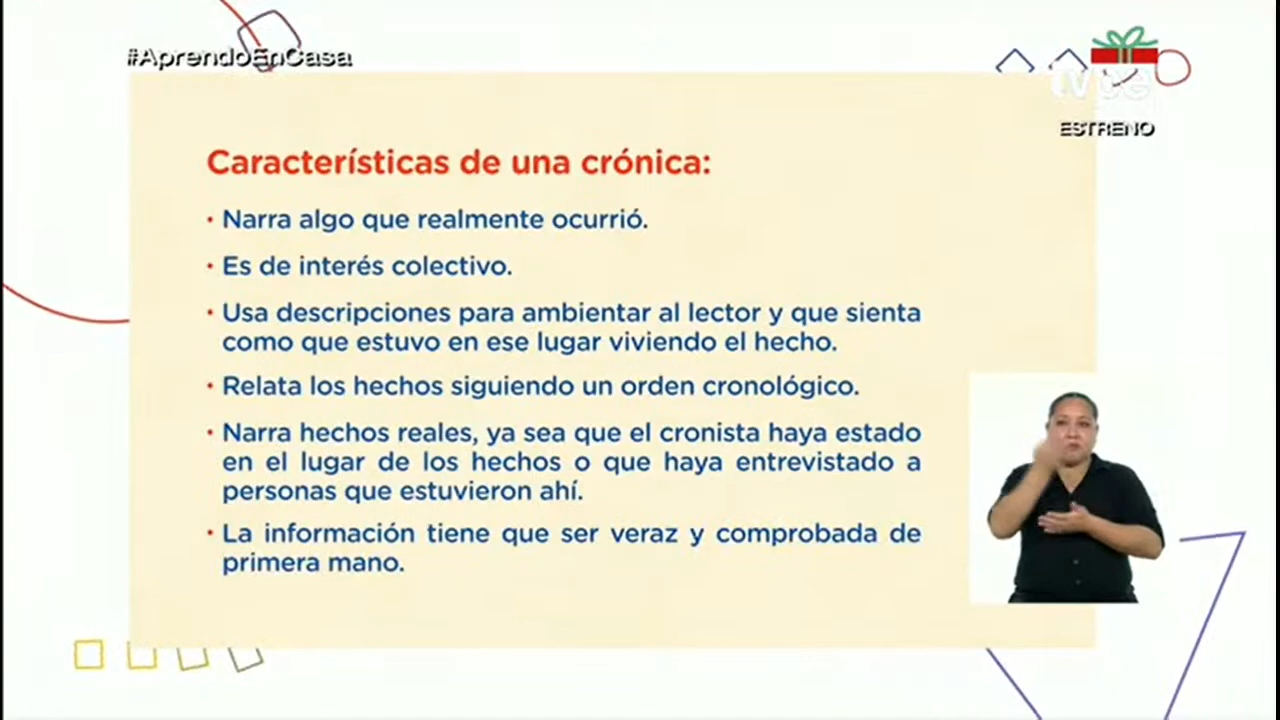 #AprendoEnCasa
ESTRENO
Características de una crónica:
· Narra algo que realmente ocurrió.
· Es de interés colectivo.
· Usa descripciones para ambientar al lector y que sienta
como que estuvo en ese lugar viviendo el hecho.
· Relata los hechos siguiendo un orden cronológico.
· Narra hechos reales, ya sea que el cronista haya estado
en el lugar de los hechos o que haya entrevistado a
personas que estuvieron ahí.
· La información tiene que ser veraz y comprobada de
primera mano.